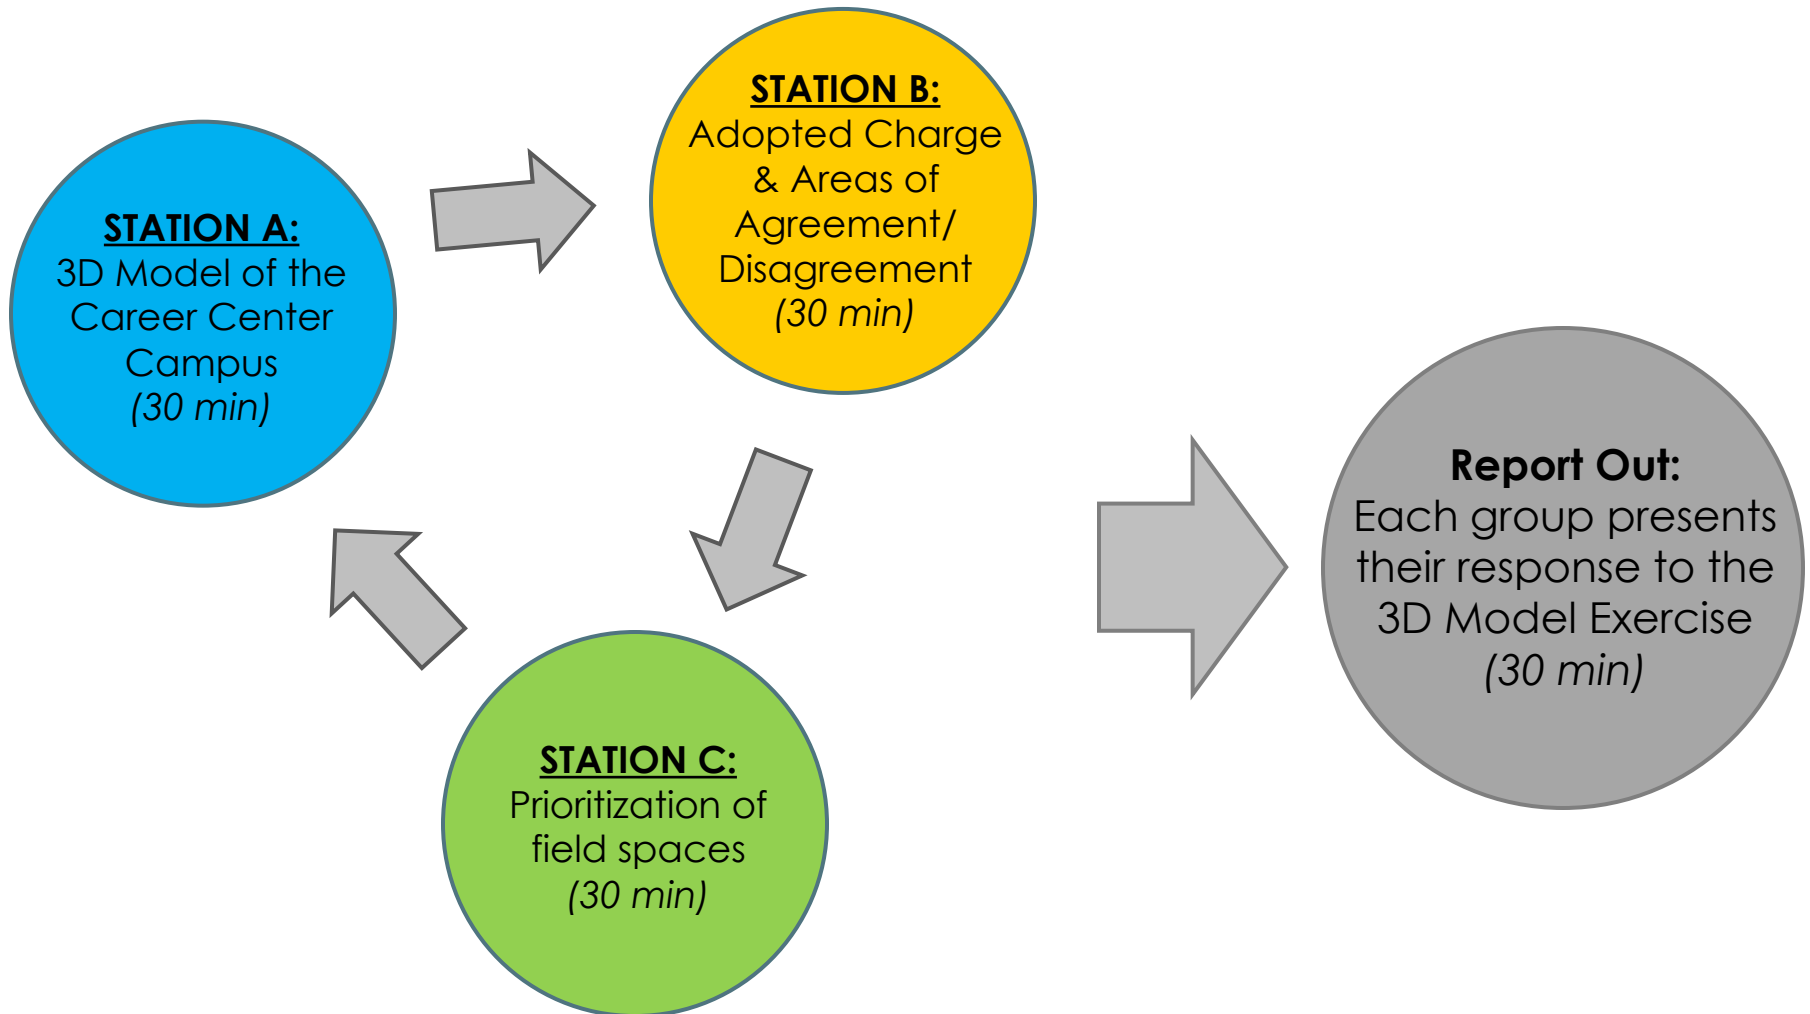 STATION A:
3D Model of the
Career Center
Campus
(30 min)
STATION B:
Adopted Charge
& Areas of
Agreement/
Disagreement
(30 min)
STATION C:
Prioritization of
field spaces
(30 min)
Report Out:
Each group presents
their response to the
3D Model Exercise
(30 min)